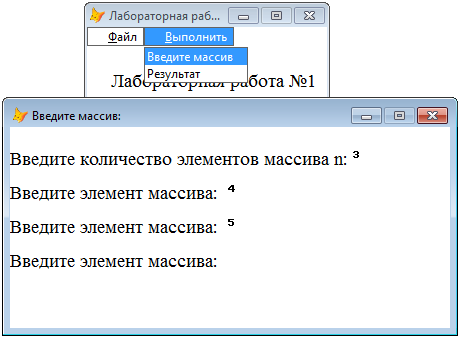 Лабораторная раб...
Файл Выполнить
Введите массив
Результат
Лабораторная работа №1
Введите массив:
Введите количество элементов массива n: 3
Введите элемент массива: 4
Введите элемент массива: 5
Введите элемент массива: